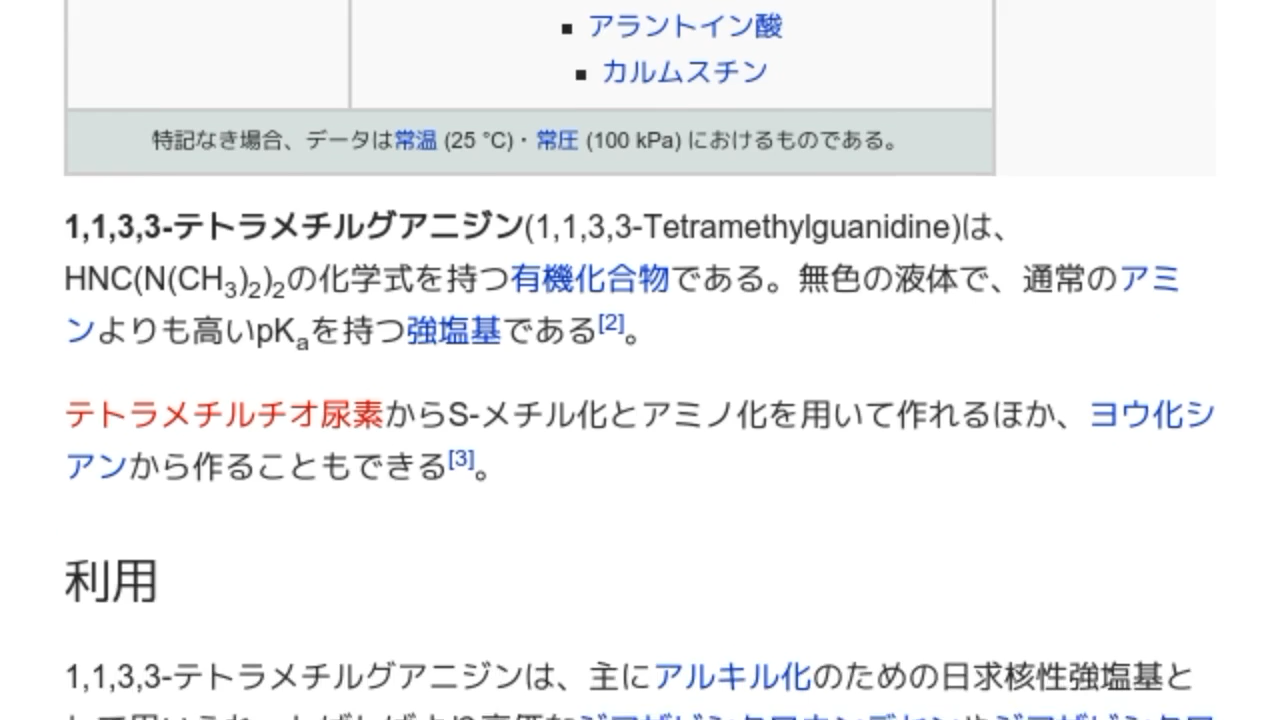 アラントイン酸
カルムスチン
特記なき場合、データは常温 (25 °C)・常圧 (100 kPa) におけるものである。
1,1,3,3-テトラメチルグアニジン(1,1,3,3-Tetramethylguanidine)は、
HNC(N(CH3)2)2の化学式を持つ有機化合物である。無色の液体で、通常のアミ
ンよりも高いpKaを持つ強塩基である[2]。
テトラメチルチオ尿素からS-メチル化とアミノ化を用いて作れるほか、ヨウ化シ
アンから作ることもできる[3]。
利用
1,1,3,3-テトラメチルグアニジンは、主にアルキル化のための日求核性強塩基と